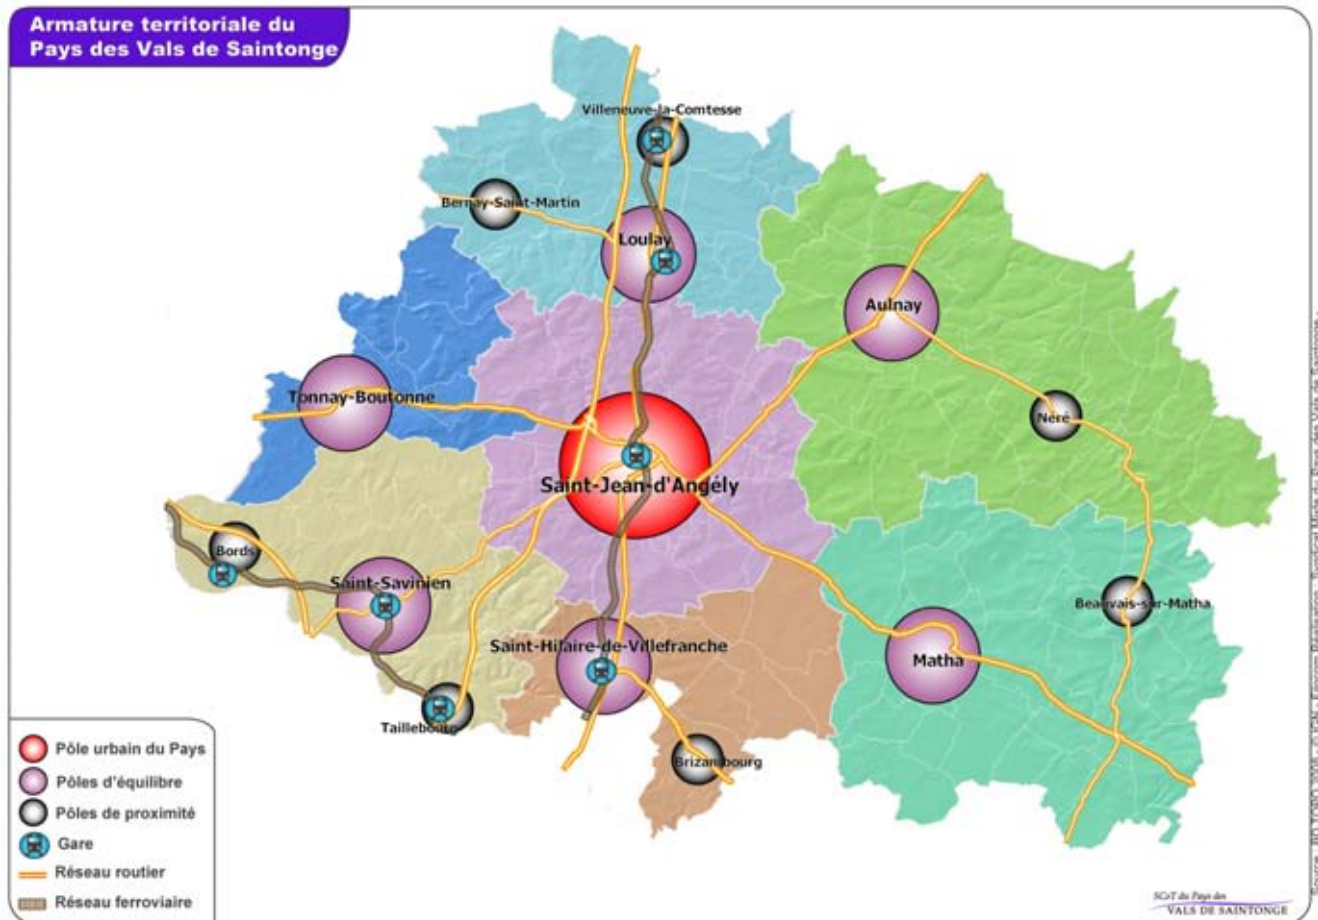 Armature territoriale du
Pays des Vals de Saintonge
Villeneuve-la-Comtesse
Bernay-Saint-Martin
Loulay
Aulnay
Tonnay-Boutonne
Néré
Saint-Jean-d'Angély
Bords
Saint-Savinien
Beauvais-sur-Matha
Saint-Hilaire-de-Villefranche
Matha
Taillebourg
Brizambourg
Pôle urbain du Pays
Pôles d'équilibre
Pôles de proximité
Gare
Réseau routier
Réseau ferroviaire
SCoT du Pays des
VALS DE SAINTONGE